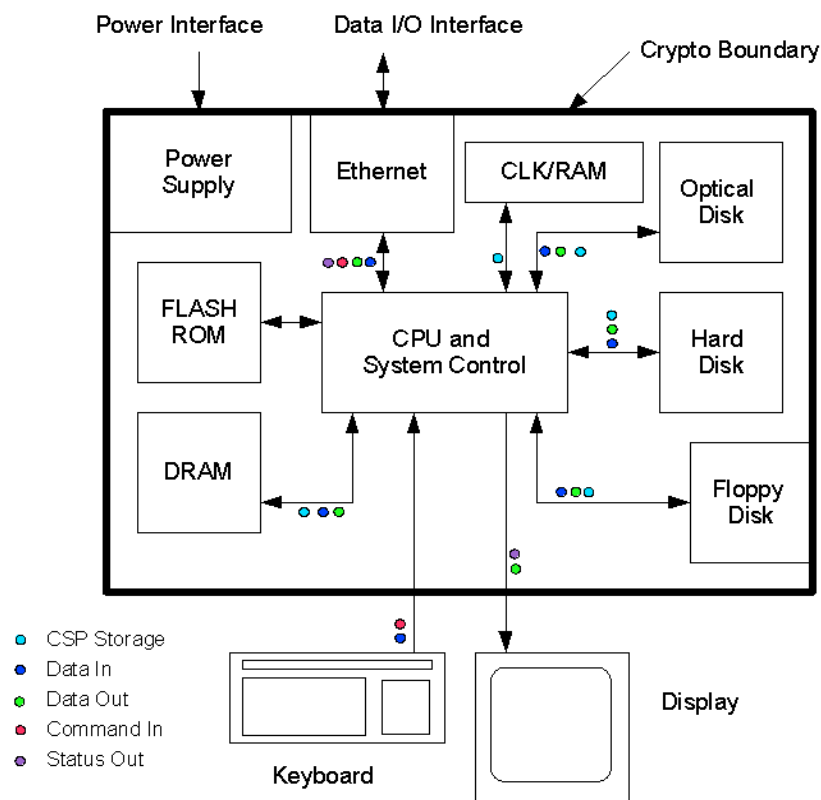 Power Interface
Data I/O Interface
Crypto Boundary
Power
Supply
Ethernet
CLK/RAM
Optical
Disk
FLASH
ROM
CPU and
System Control
Hard
Disk
DRAM
Floppy
Disk
CSP Storage
Data In
Data Out
Command In
Status Out
Keyboard
Display